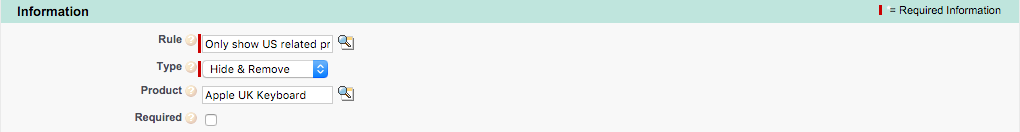 Information
= Required Information
Rule ? Only show US related pr
Type ? Hide & Remove
Product ? Apple UK Keyboard
Required ?